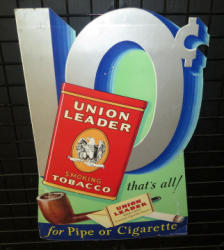 10¢
UNION
LEADER
SMOKING
TOBACCO
that's all!
UNION
LEADER
for Pipe or Cigarette